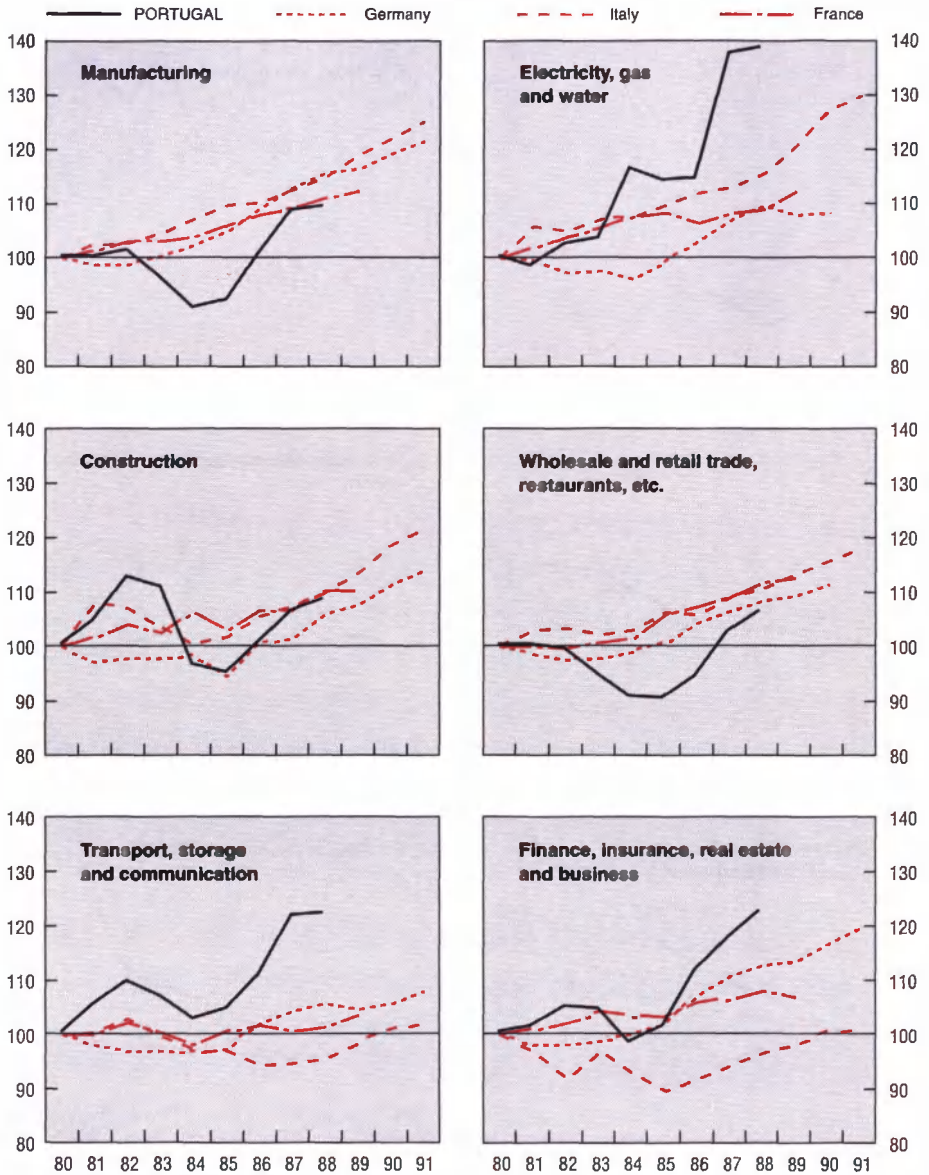 PORTUGAL Germany Italy France
140 140
Manufacturing Electricity, gas
and water
130 130
120 120
110 110
100 100
90 90
80 80
140 140
Construction Wholesale and retail trade,
restaurants, etc.
130 130
120 120
110 110
100 100
90 90
80 80
140 140
Transport, storage Finance, insurance, real estate
and communication and business
130 130
120 120
110 110
100 100
90 90
80 80
80 81 82 83 84 85 86 87 88 89 90 91 80 81 82 83 84 85 86 87 88 89 90 91